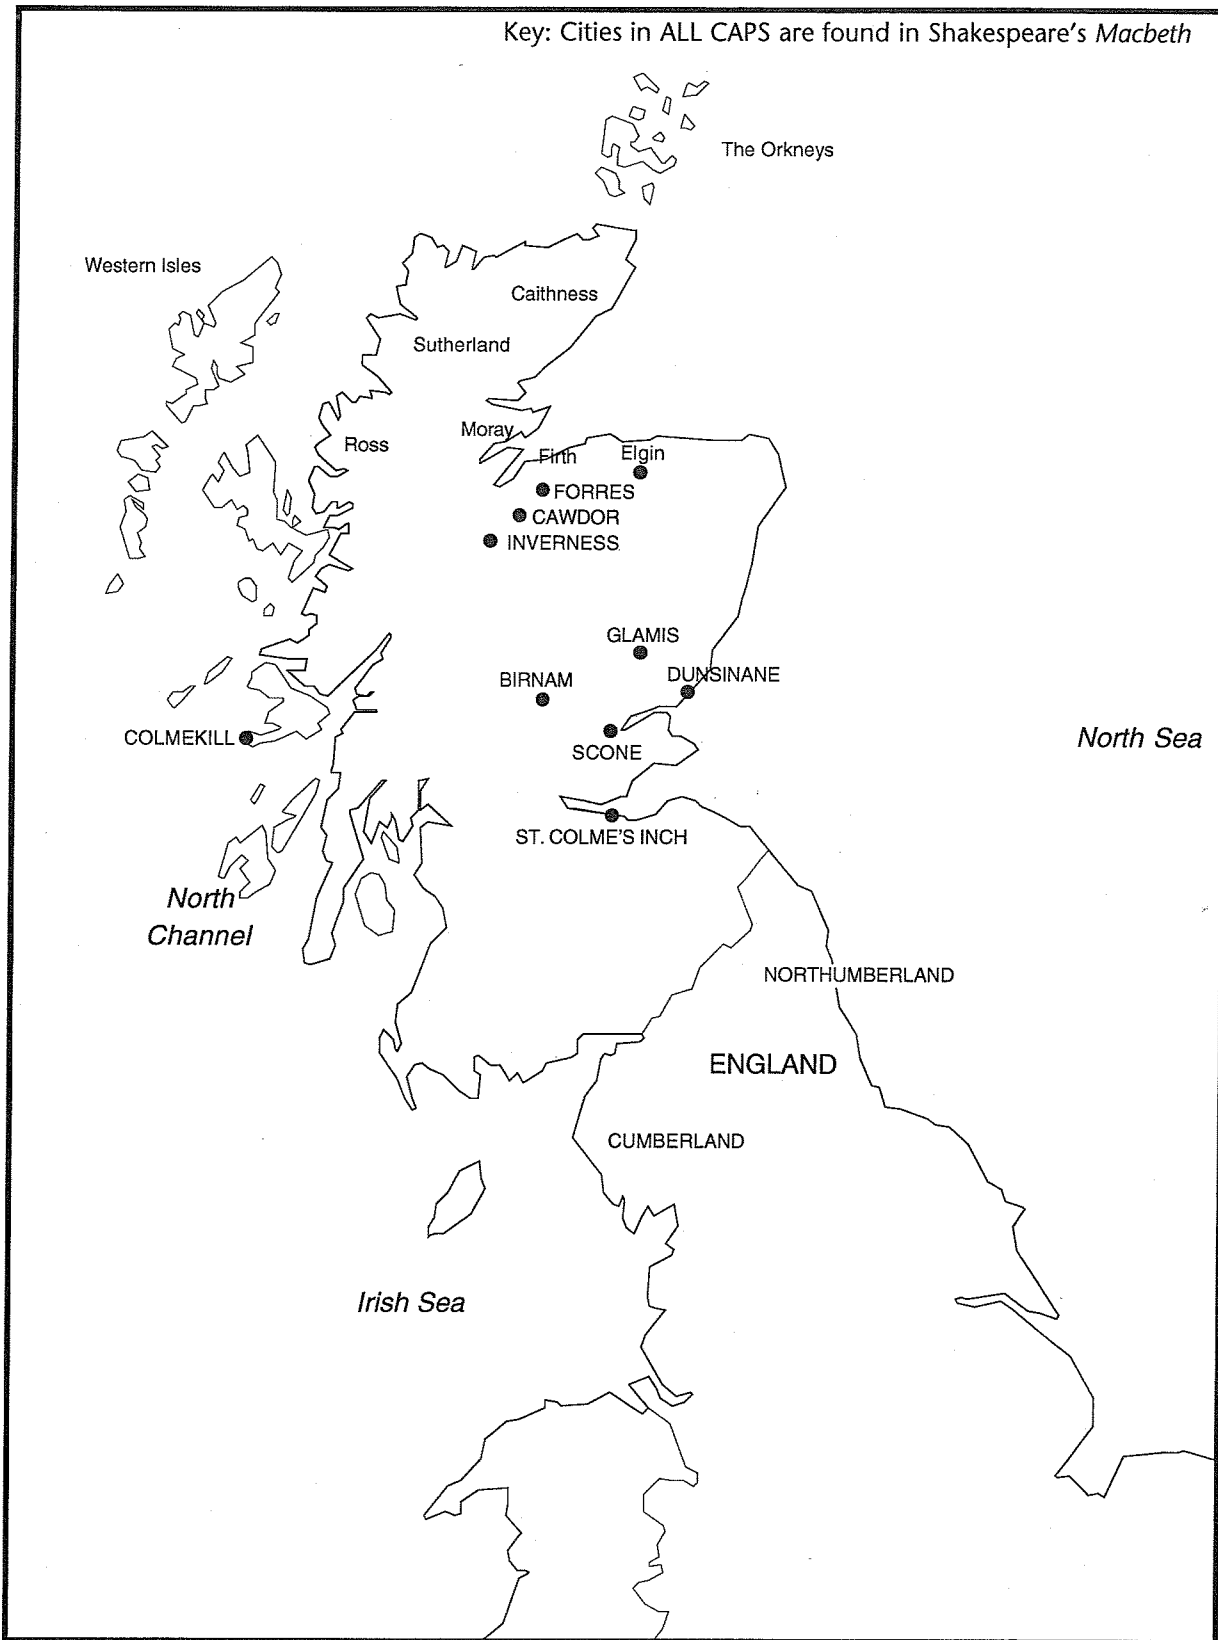 Key: Cities in ALL CAPS are found in Shakespeare's Macbeth
The Orkneys
Western Isles
Caithness
Sutherland
Moray
Ross
Firth
Elgin
FORRES
CAWDOR
INVERNESS
GLAMIS
BIRNAM
DUNSINANE
COLMEKILL
SCONE
North Sea
ST. COLME'S INCH
North
Channel
NORTHUMBERLAND
ENGLAND
CUMBERLAND
Irish Sea